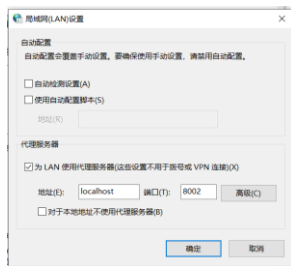 局域网(LAN)设置
自动配置
自动配置会覆盖手动设置。要确保使用手动设置，请禁用自动配置。
自动检测设置(A)
使用自动配置脚本(S)
地址(R)
代理服务器
为 LAN 使用代理服务器(这些设置不用于拨号或 VPN 连接)(X)
地址(E): localhost 端口(T): 8002 高级(C)
对于本地地址不使用代理服务器(B)
确定 取消